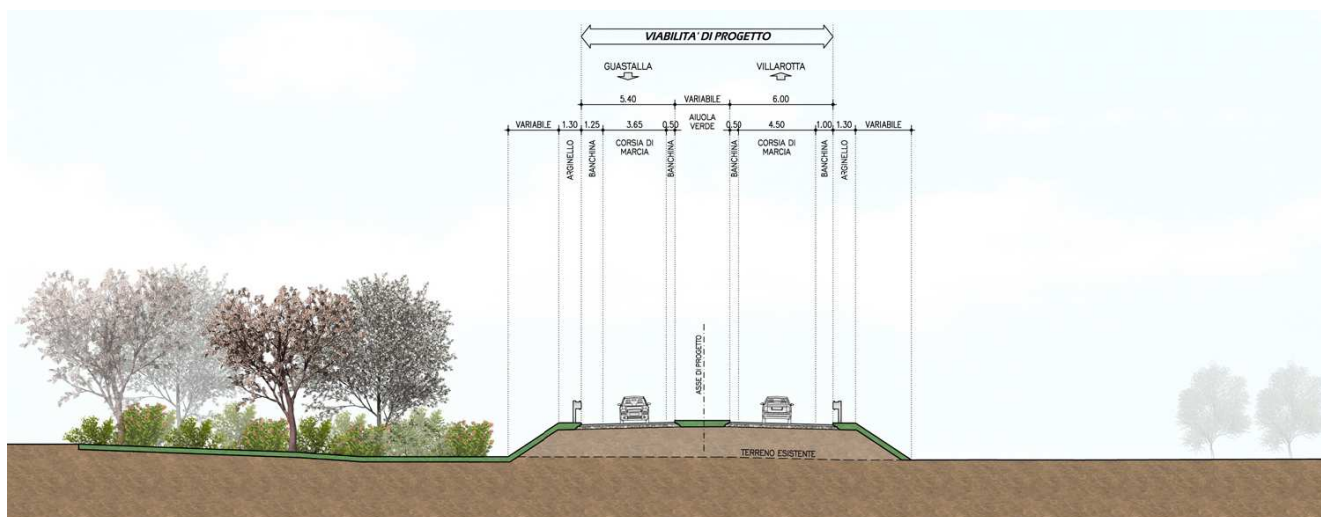 VIABILITA' DI PROGETTO
GUASTALLA
VILLAROTTA
5.40
VARIABILE
6.00
VARIABILE
1.30
1.25
3.65
0.50
AIUOLA
VERDE
0.50
4.50
1.00
1.30
VARIABILE
ARGINELLO
BANCHINA
CORSIA DI
MARCIA
BANCHINA
BANCHINA
CORSIA DI
MARCIA
BANCHINA
ARGINELLO
ASSE DI PROGETTO
TERRENO ESISTENTE